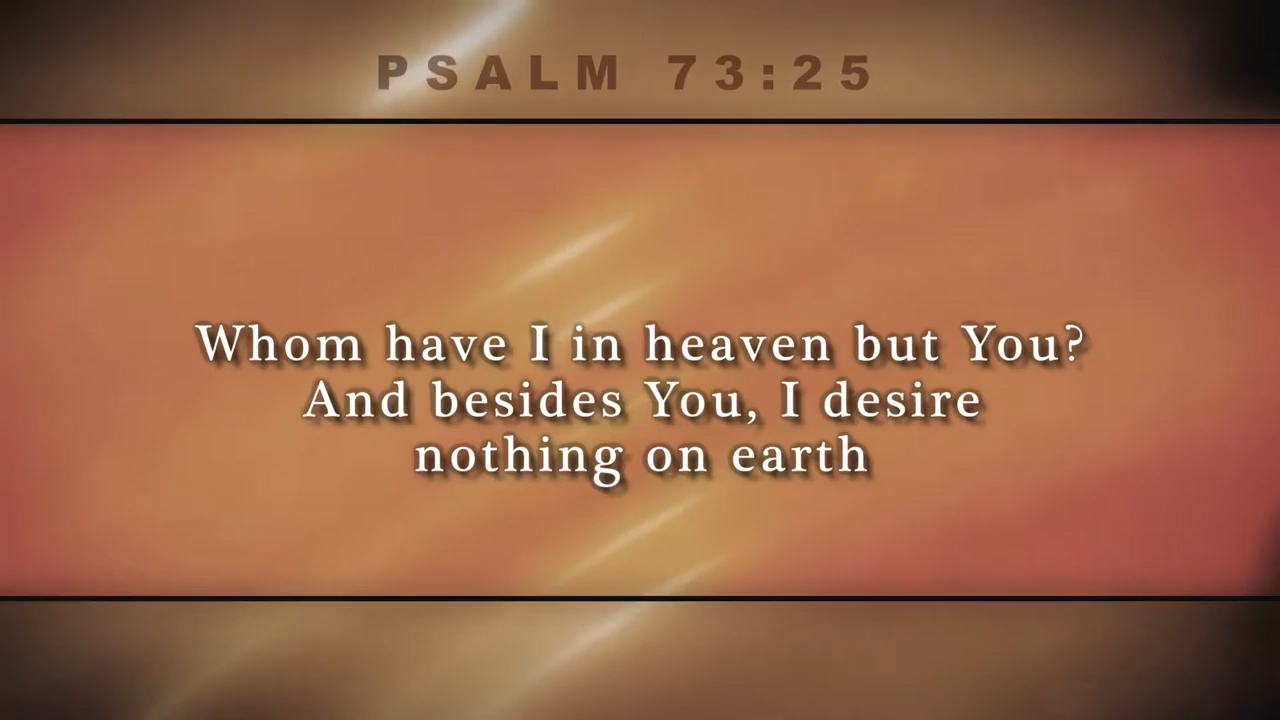 PSALM 73:25
Whom have I in heaven but You?
And besides You, I desire
nothing on earth